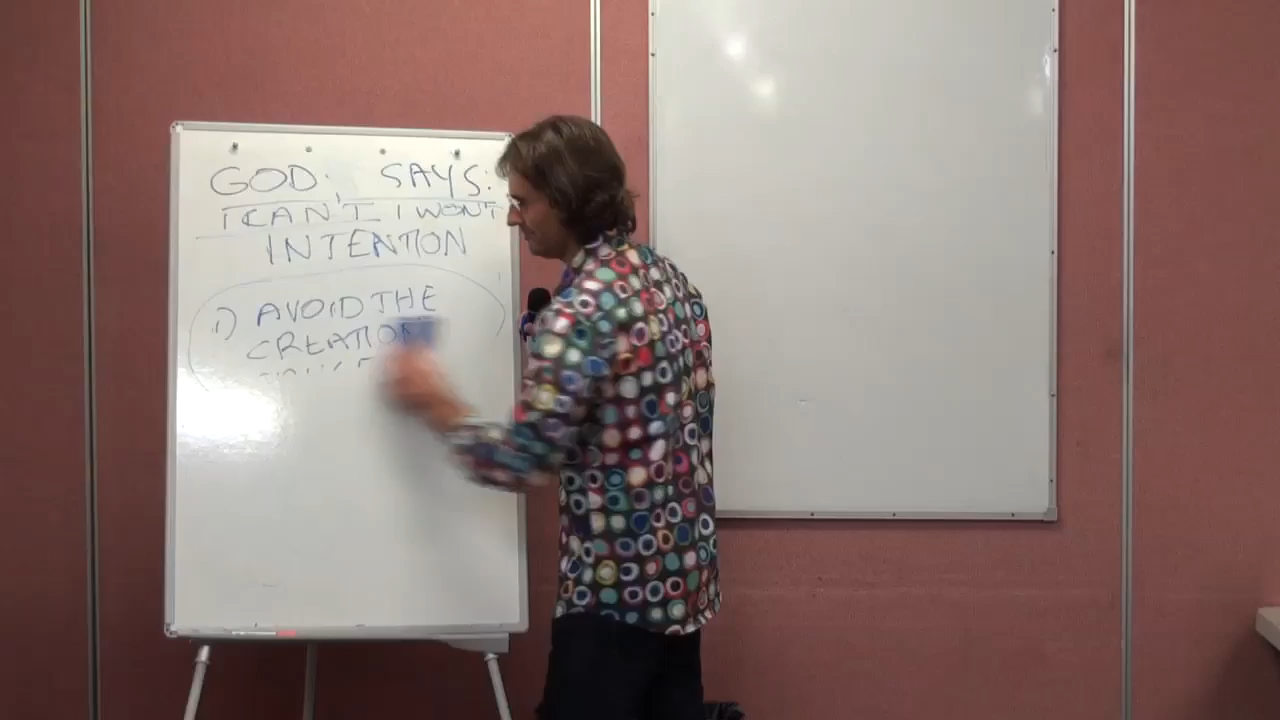 GOD; SAYS:
I CAN'T I WON'T
INTENTION
1) AVOID THE
CREATION